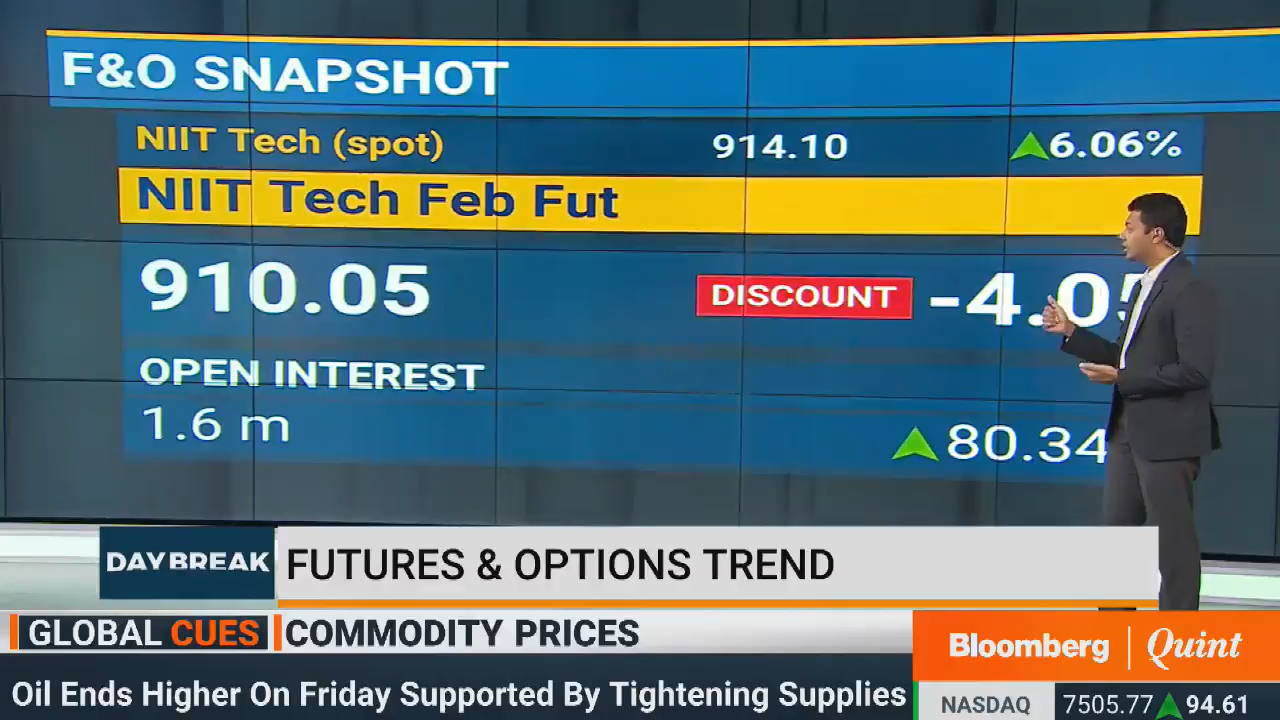 F&O SNAPSHOT
NIIT Tech (spot) 914.10 ▲6.06%
NIIT Tech Feb Fut
910.05 DISCOUNT -4.05
OPEN INTEREST
1.6 m ▲80.34
DAYBREAK FUTURES & OPTIONS TREND
GLOBAL CUES COMMODITY PRICES
Bloomberg | Quint
Oil Ends Higher On Friday Supported By Tightening Supplies
NASDAQ 7505.77 ▲ 94.61